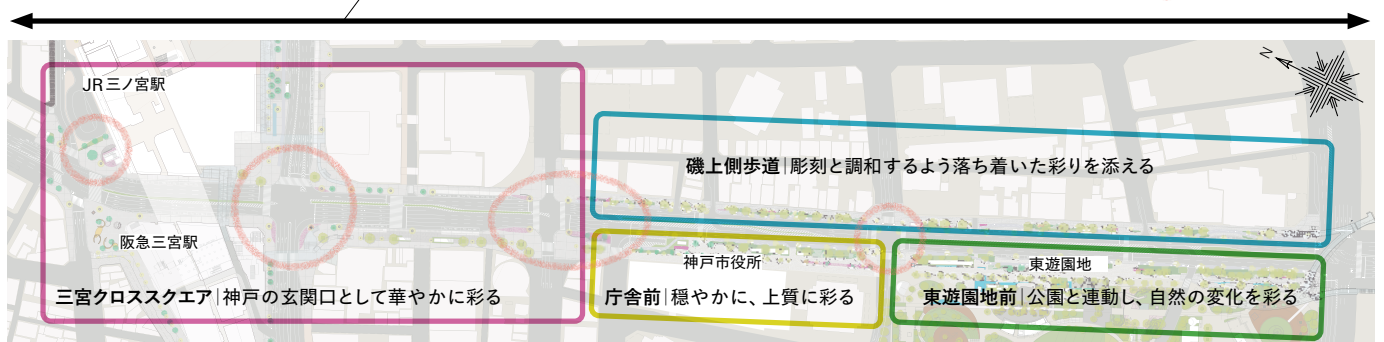 N
JR三ノ宮駅
磯上側歩道|彫刻と調和するよう落ち着いた彩りを添える
阪急三宮駅
神戸市役所
東遊園地
三宮クロススクエア|神戸の玄関口として華やかに彩る
庁舎前|穏やかに、上質に彩る
東遊園地前|公園と連動し、自然の変化を彩る